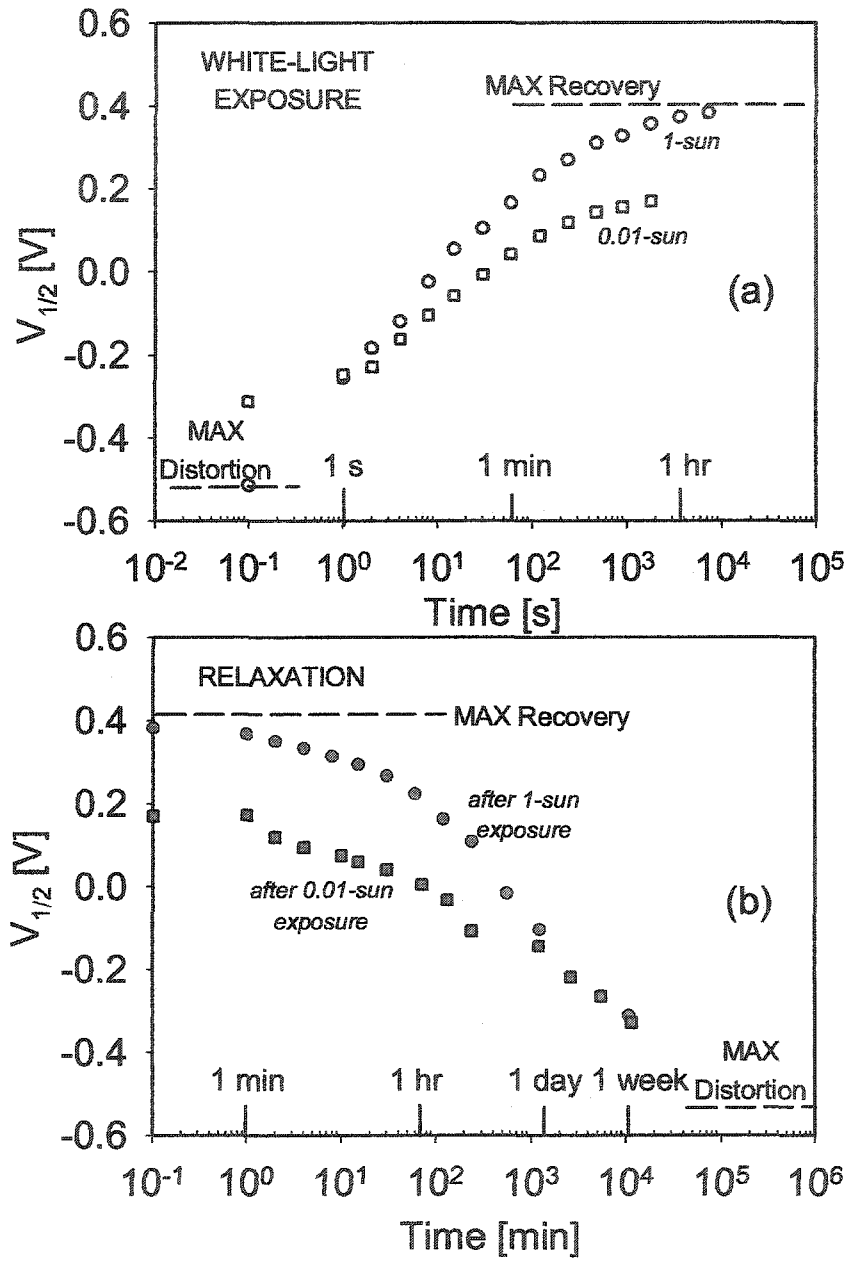 0.6
WHITE-LIGHT
EXPOSURE
MAX Recovery
0.4
1-sun
0.2
0.01-sun
V1/2 [V]
0.0
(a)
-0.2
-0.4
MAX
Distortion
1 s
1 min
1 hr
-0.6
10-2 10-1 100 101 102 103 104 105
Time [s]
0.6
RELAXATION
0.4
MAX Recovery
after 1-sun
exposure
0.2
V1/2 [V]
0.0
after 0.01-sun
exposure
(b)
-0.2
-0.4
MAX
Distortion
1 min
1 hr
1 day
1 week
-0.6
10-1 100 101 102 103 104 105 106
Time [min]